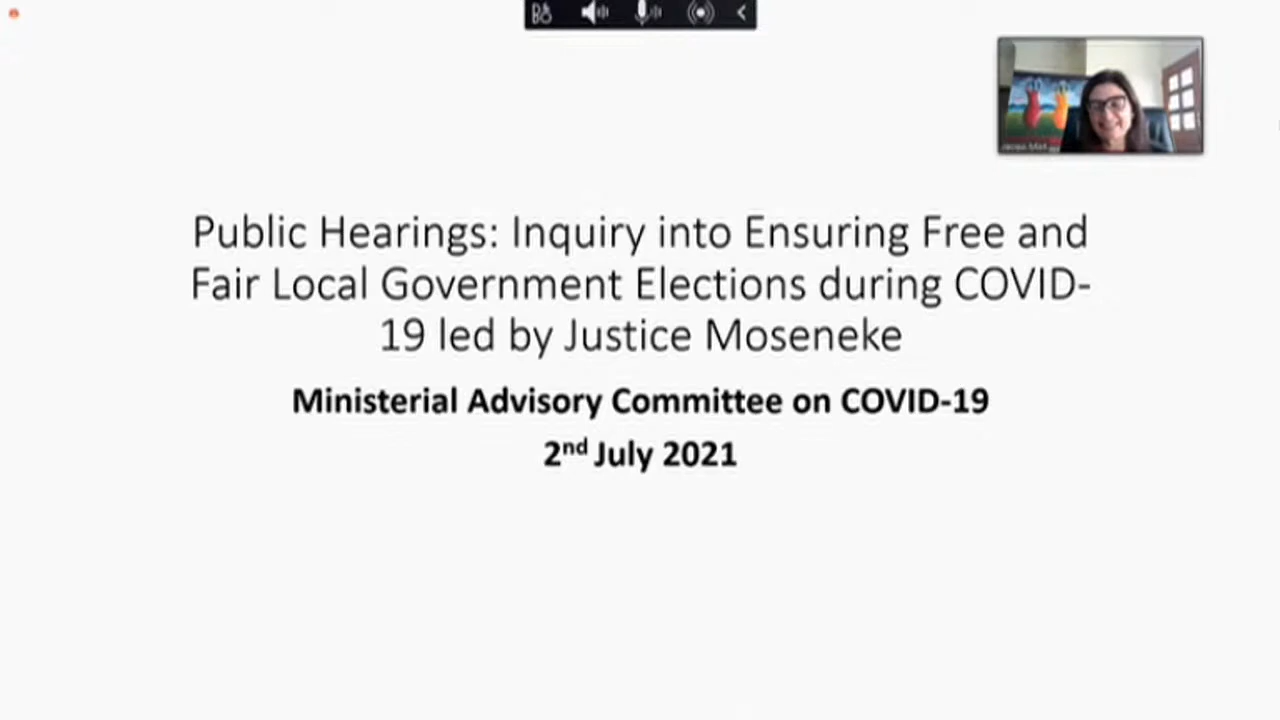 Public Hearings: Inquiry into Ensuring Free and
Fair Local Government Elections during COVID-
19 led by Justice Moseneke
Ministerial Advisory Committee on COVID-19
2nd July 2021